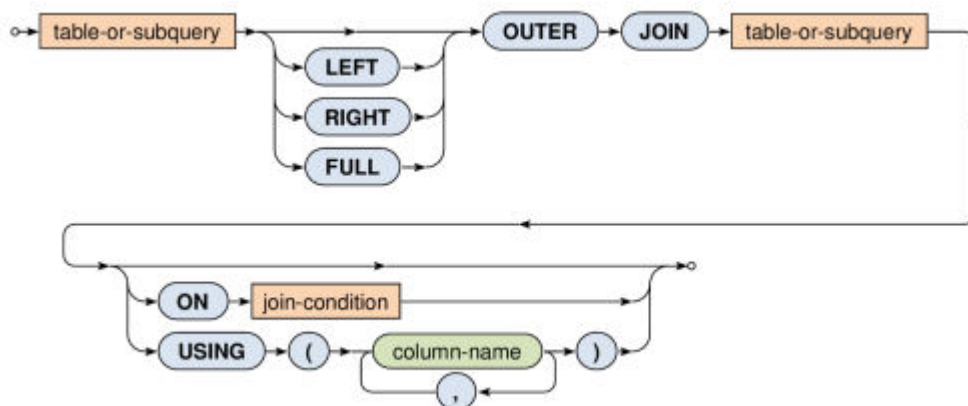 table-or-subquery OUTER JOIN table-or-subquery
LEFT
RIGHT
FULL
ON join-condition
USING ( column-name )
,